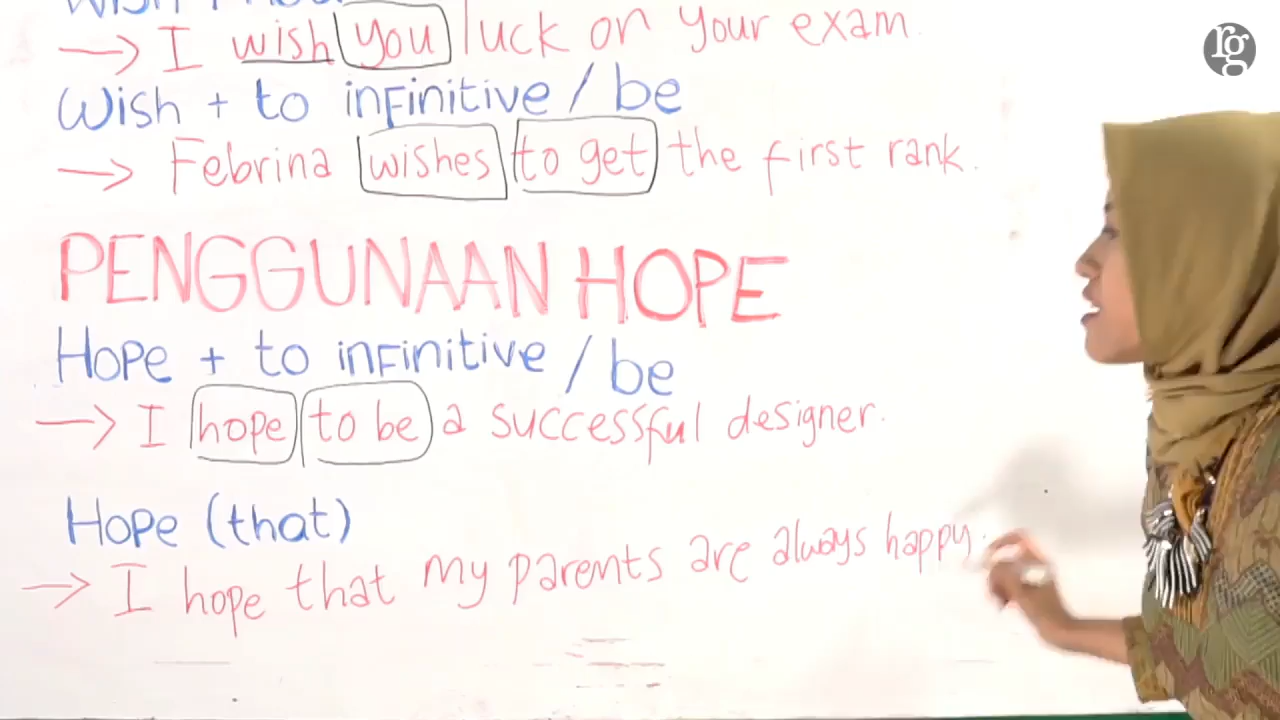 → I wish you luck on your exam.
Wish + to infinitive / be
→ Febrina wishes to get the first rank.
PENGGUNAAN HOPE
Hope + to infinitive / be
→ I hope to be a successful designer.
Hope (that)
→ I hope that my parents are always happy.
rg